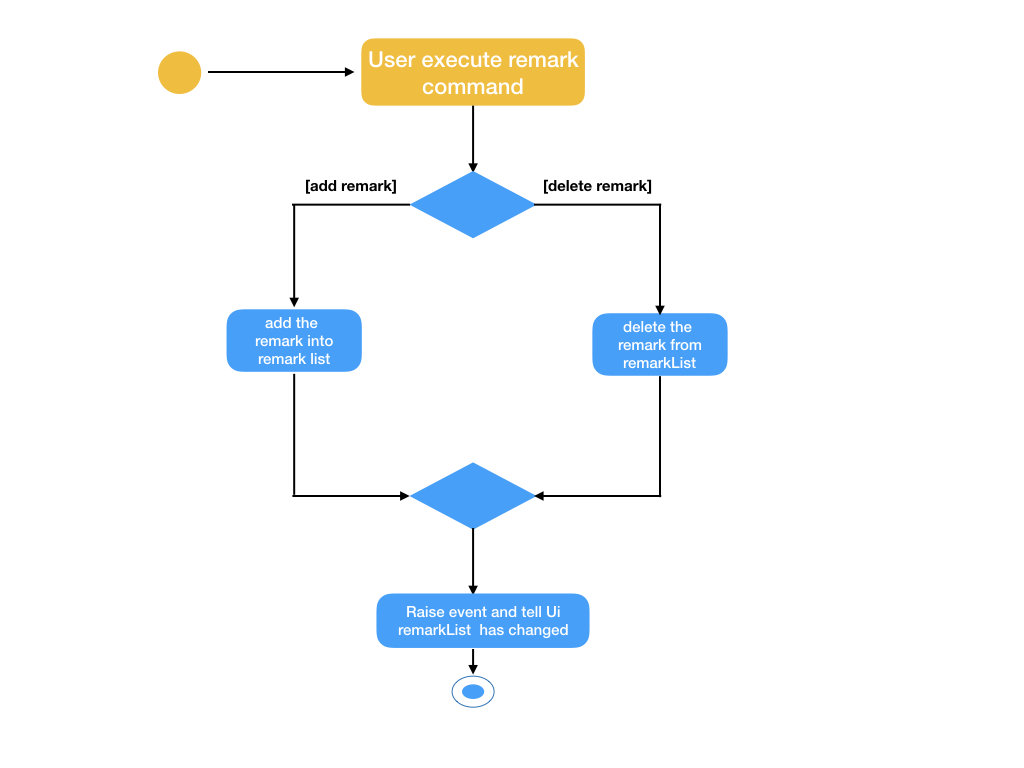 User execute remark
command
[add remark]
[delete remark]
add the
remark into
remark list
delete the
remark from
remarkList
Raise event and tell Ui
remarkList  has changed